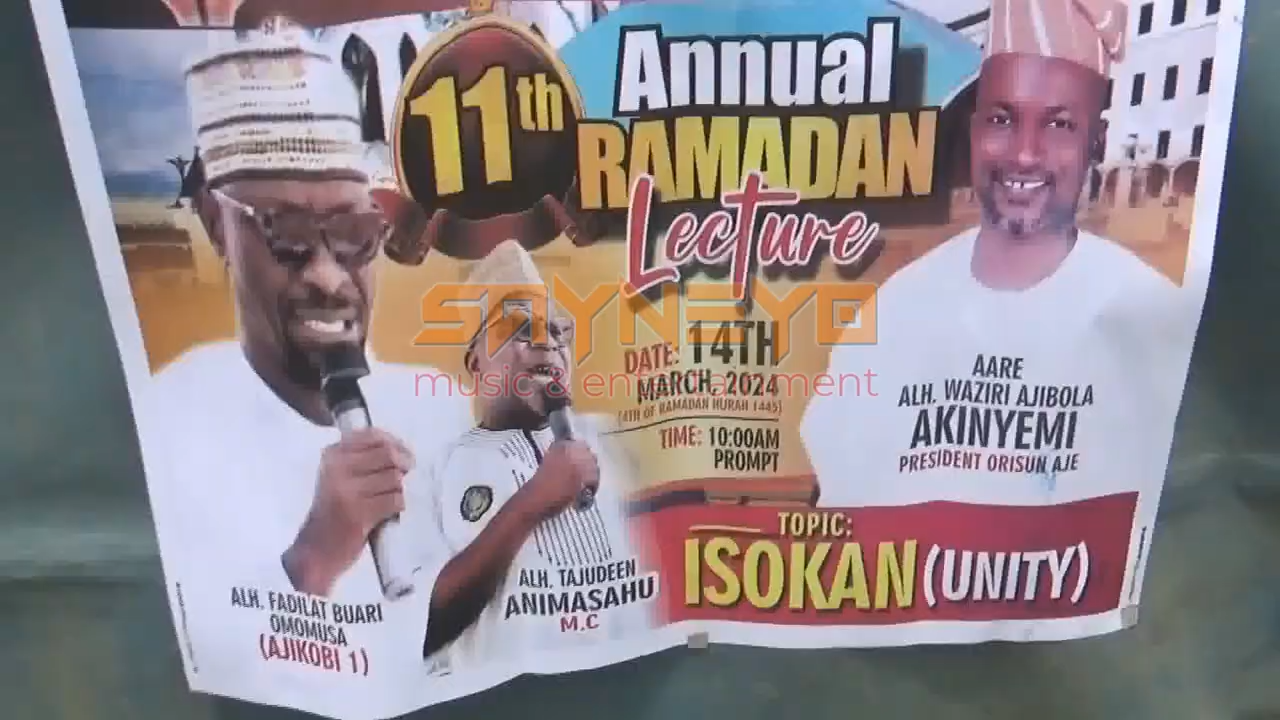 11th
Annual
RAMADAN
Lecture
SAYNEYO
music & entertainment
DATE: 14TH
MARCH, 2024
(4TH OF RAMADAN HIJRAH 1445)
TIME: 10:00AM
PROMPT
AARE
ALH. WAZIRI AJIBOLA
AKINYEMI
PRESIDENT ORISUN AJE
TOPIC:
ISOKAN (UNITY)
ALH. TAJUDEEN
ANIMASAHU
M.C
ALH. FADILAT BUARI
OMOMUSA
(AJIKOBI 1)